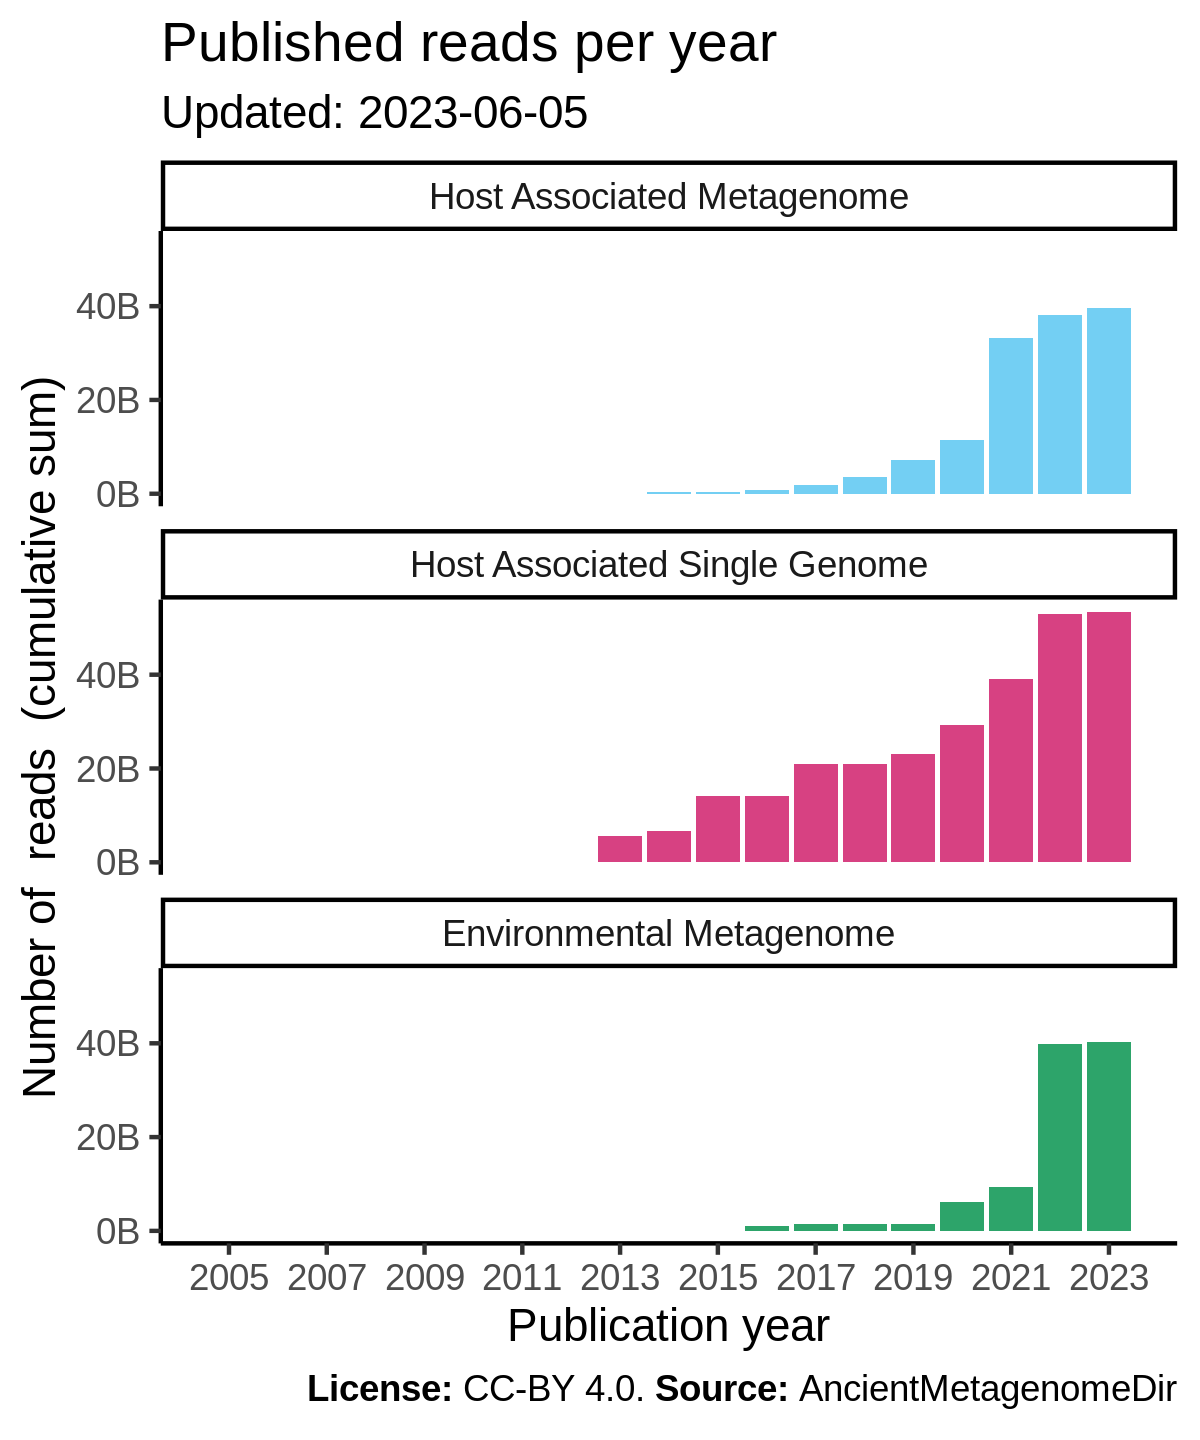 Published reads per year
Updated: 2023-06-05
Host Associated Metagenome
40B
20B
0B
Host Associated Single Genome
40B
20B
0B
Environmental Metagenome
40B
20B
0B
Number of  reads  (cumulative sum)
2005 2007 2009 2011 2013 2015 2017 2019 2021 2023
Publication year
License: CC-BY 4.0. Source: AncientMetagenomeDir